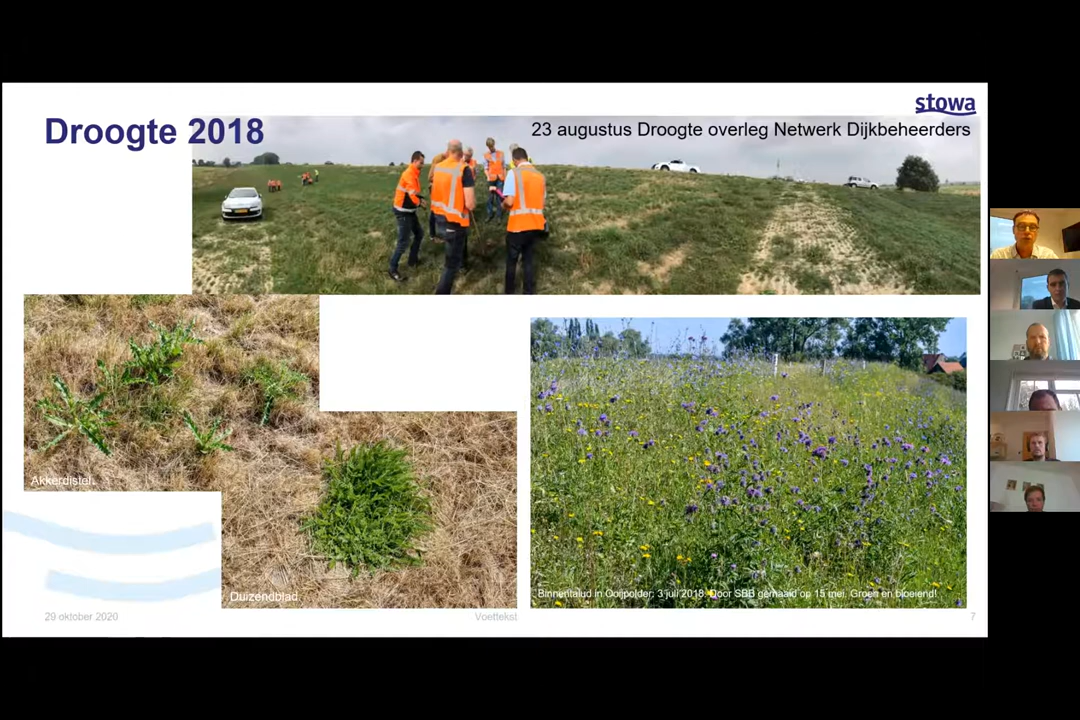 stowa
Droogte 2018
23 augustus Droogte overleg Netwerk Dijkbeheerders
Akkerdistel
Duizendblad
Binnentalud in Ooijpolder; 3 juli 2018. Door SBB gemaaid op 15 mei. Groen en bloeiend!
29 oktober 2020
Voettekst
7